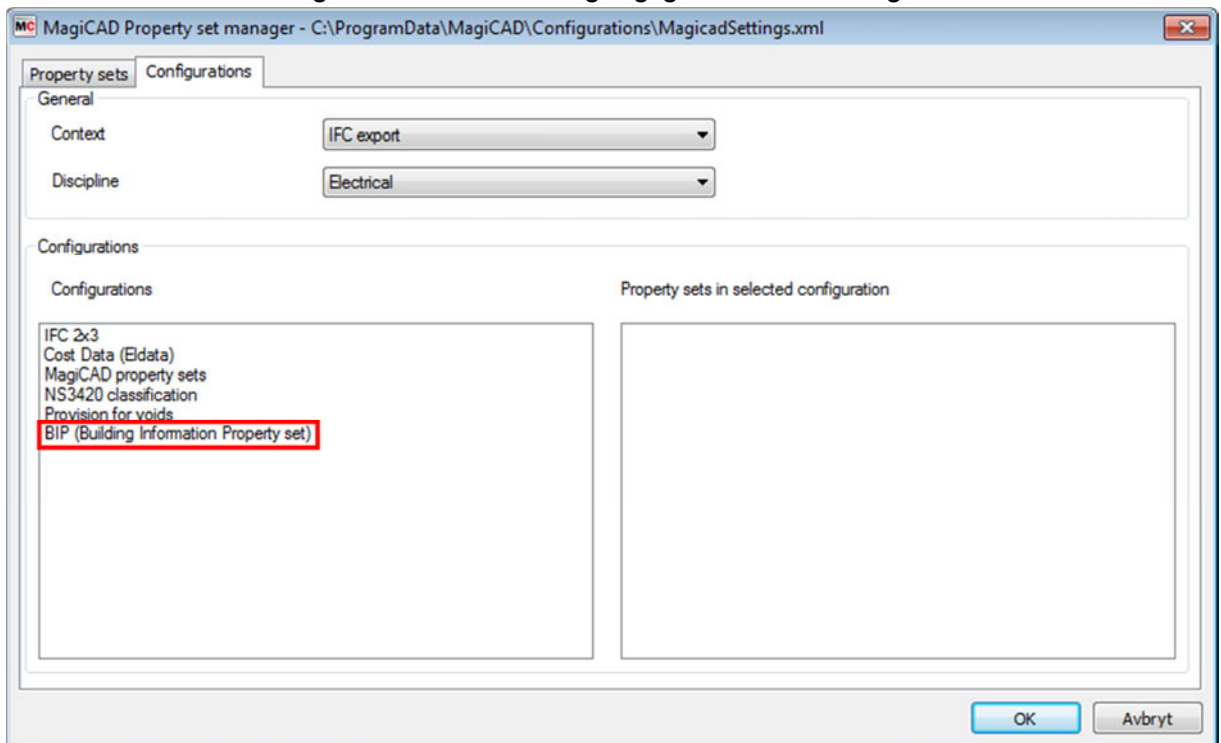 MC MagiCAD Property set manager - C:\ProgramData\MagiCAD\Configurations\MagicadSettings.xml
Property sets Configurations
General
Context IFC export
Discipline Electrical
Configurations
Configurations Property sets in selected configuration
IFC 2x3
Cost Data (Eldata)
MagiCAD property sets
NS3420 classification
Provision for voids
BIP (Building Information Property set)
OK Avbryt